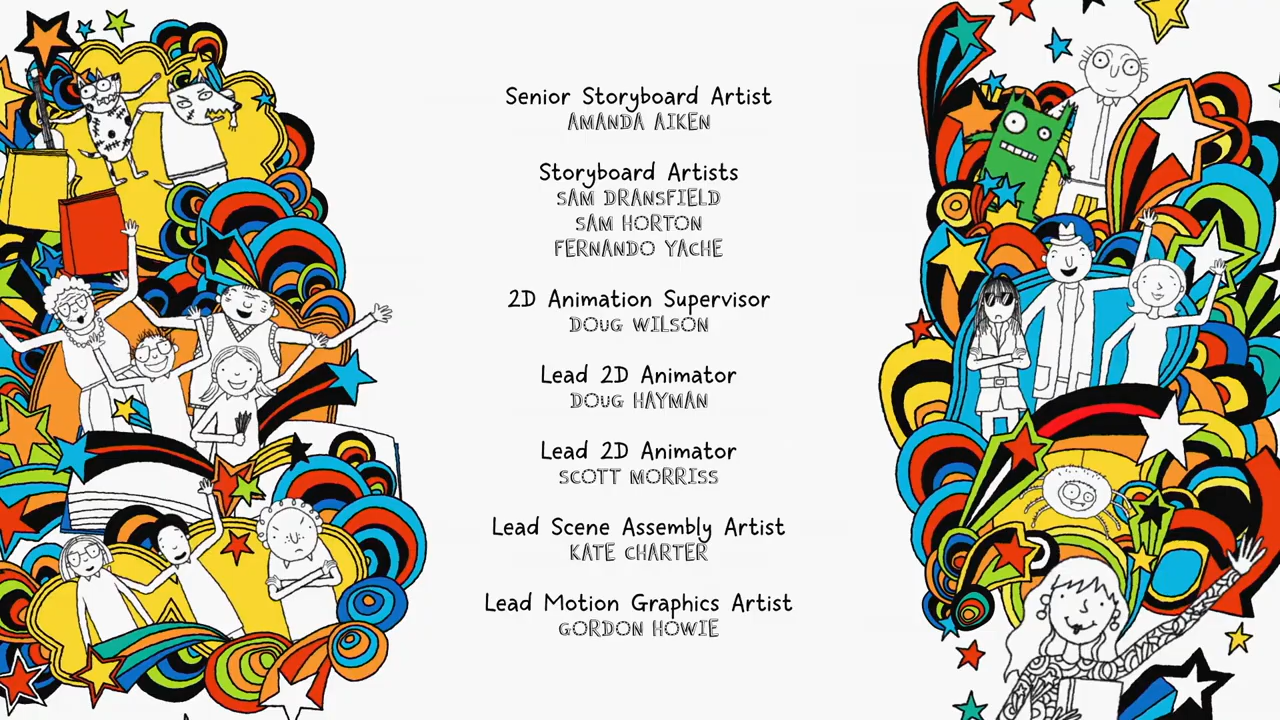 Senior Storyboard Artist
AMANDA AIKEN
Storyboard Artists
SAM DRANSFIELD
SAM HORTON
FERNANDO YACHE
2D Animation Supervisor
DOUG WILSON
Lead 2D Animator
DOUG HAYMAN
Lead 2D Animator
SCOTT MORRISS
Lead Scene Assembly Artist
KATE CHARTER
Lead Motion Graphics Artist
GORDON HOWIE